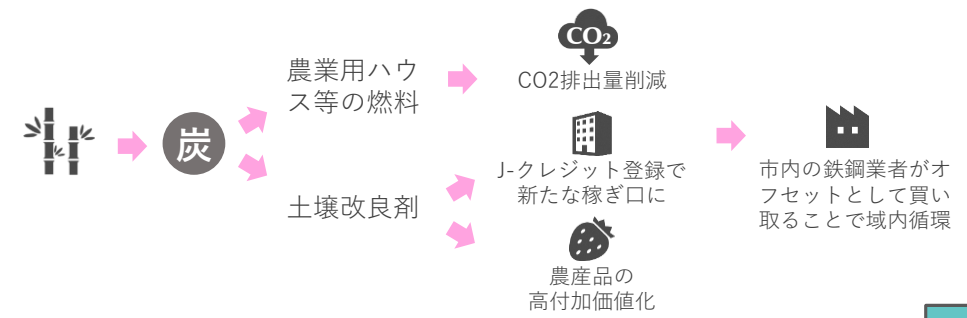 炭
農業用ハウ
ス等の燃料
土壌改良剤
CO2
CO2排出量削減
J-クレジット登録で
新たな稼ぎ口に
農産品の
高付加価値化
市内の鉄鋼業者がオ
フセットとして買い
取ることで域内循環